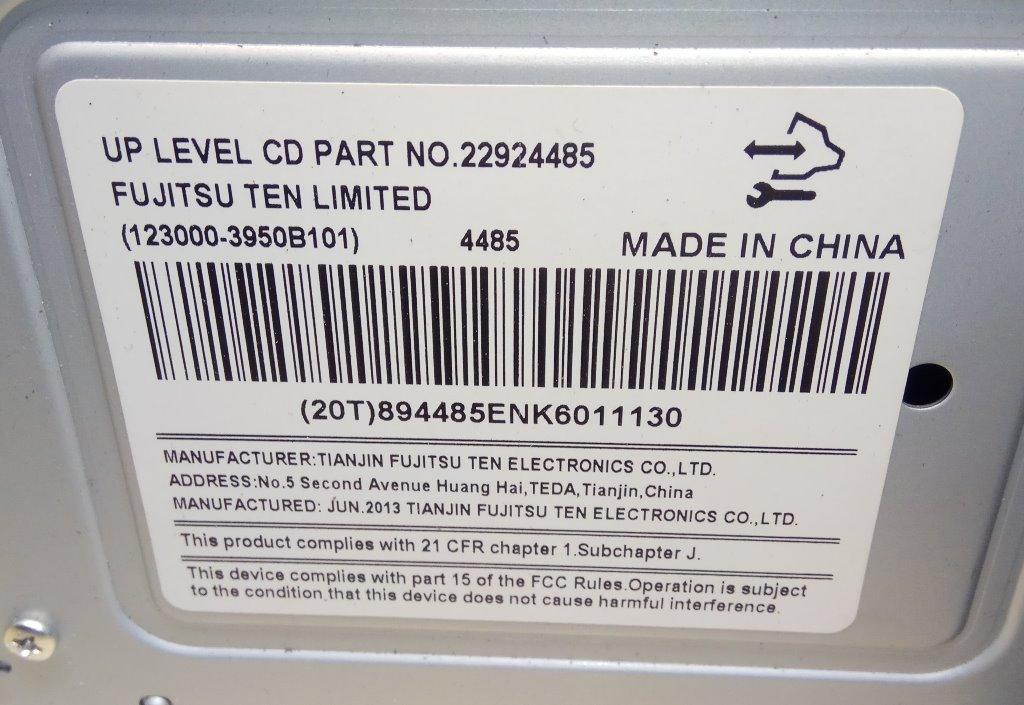 UP LEVEL CD PART NO.22924485
FUJITSU TEN LIMITED
(123000-3950B101) 4485 MADE IN CHINA
(20T)894485ENK6011130
MANUFACTURER:TIANJIN FUJITSU TEN ELECTRONICS CO.,LTD.
ADDRESS:No.5 Second Avenue Huang Hai,TEDA,Tianjin,China
MANUFACTURED: JUN.2013 TIANJIN FUJITSU TEN ELECTRONICS CO.,LTD.
This product complies with 21 CFR chapter 1.Subchapter J.
This device complies with part 15 of the FCC Rules.Operation is subject
to the condition that this device does not cause harmful interference.